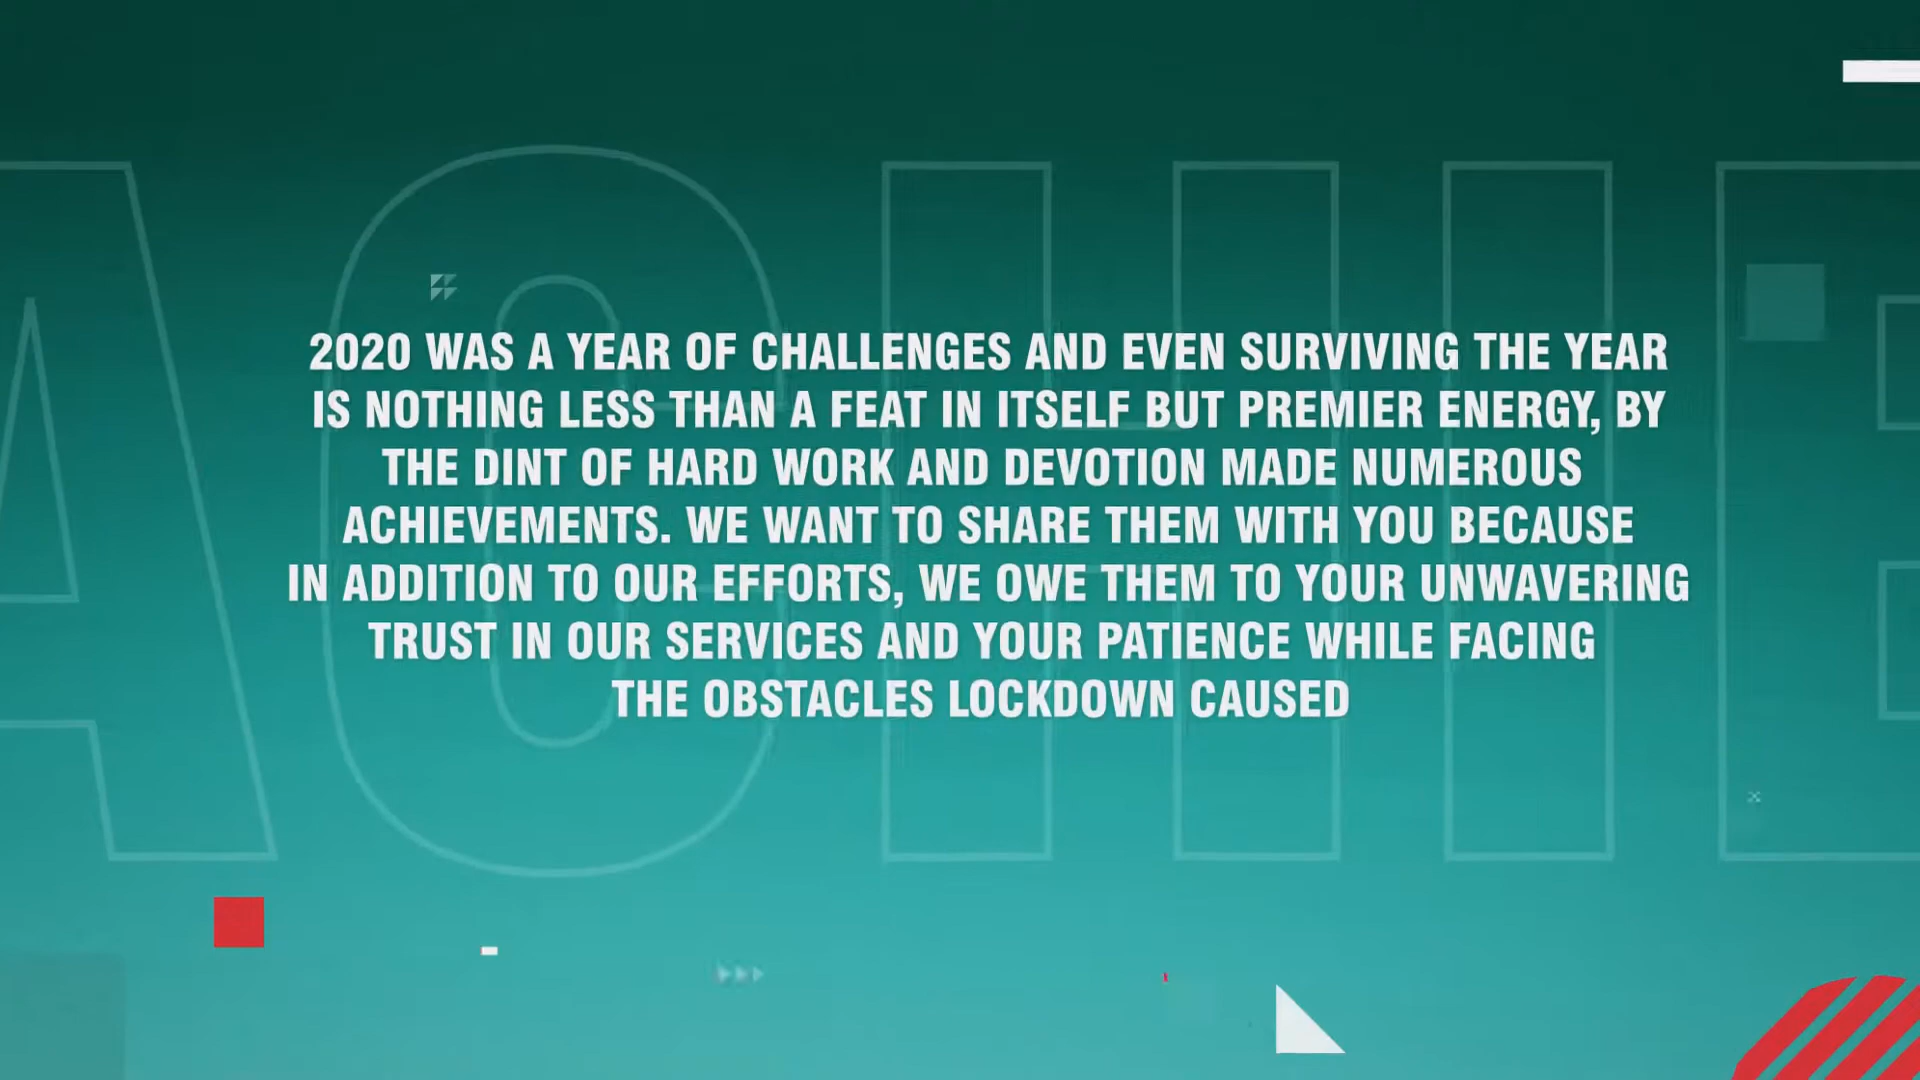 ACHIE
2020 WAS A YEAR OF CHALLENGES AND EVEN SURVIVING THE YEAR
IS NOTHING LESS THAN A FEAT IN ITSELF BUT PREMIER ENERGY, BY
THE DINT OF HARD WORK AND DEVOTION MADE NUMEROUS
ACHIEVEMENTS. WE WANT TO SHARE THEM WITH YOU BECAUSE
IN ADDITION TO OUR EFFORTS, WE OWE THEM TO YOUR UNWAVERING
TRUST IN OUR SERVICES AND YOUR PATIENCE WHILE FACING
THE OBSTACLES LOCKDOWN CAUSED